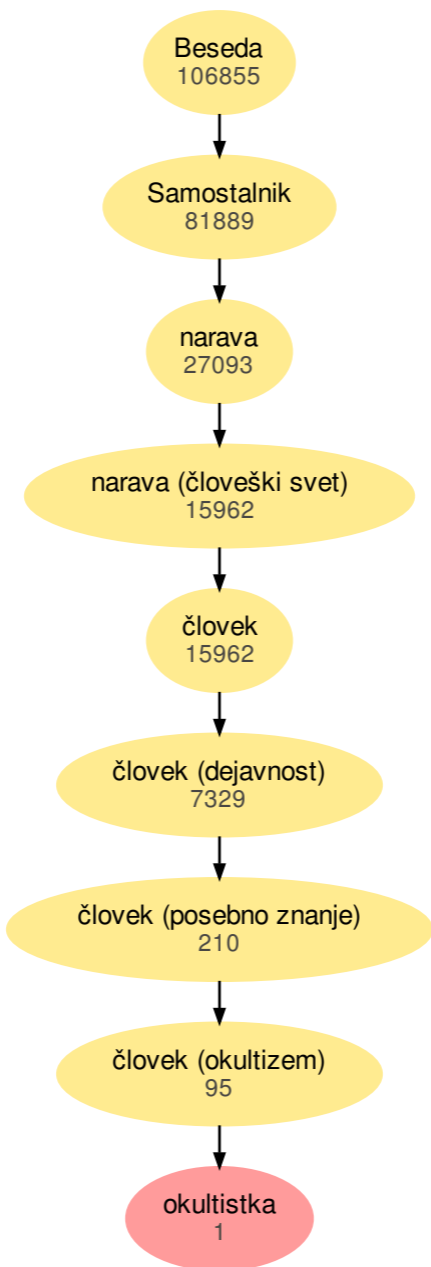 Beseda
106855
Samostalnik
81889
narava
27093
narava (človeški svet)
15962
človek
15962
človek (dejavnost)
7329
človek (posebno znanje)
210
človek (okultizem)
95
okultistka
1